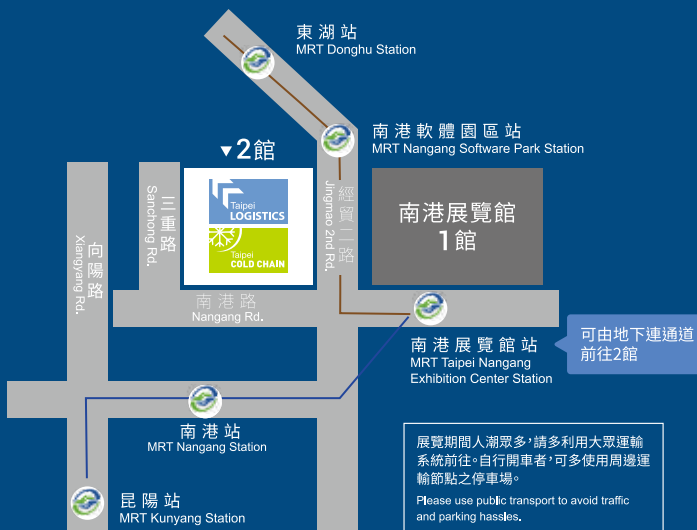 東湖站
MRT Donghu Station
南港軟體園區站
MRT Nangang Software Park Station
▼2館
Taipei
LOGISTICS
Taipei
COLD CHAIN
三重路
Sanchong Rd.
向陽路
Xiangyang Rd.
經貿二路
Jingmao 2nd Rd.
南港展覽館
1館
南港路
Nangang Rd.
南港展覽館站
MRT Taipei Nangang
Exhibition Center Station
可由地下連通道
前往2館
南港站
MRT Nangang Station
昆陽站
MRT Kunyang Station
展覽期間人潮眾多,請多利用大眾運輸
系統前往。自行開車者,可多使用周邊運
輸節點之停車場。
Please use public transport to avoid traffic
and parking hassles.